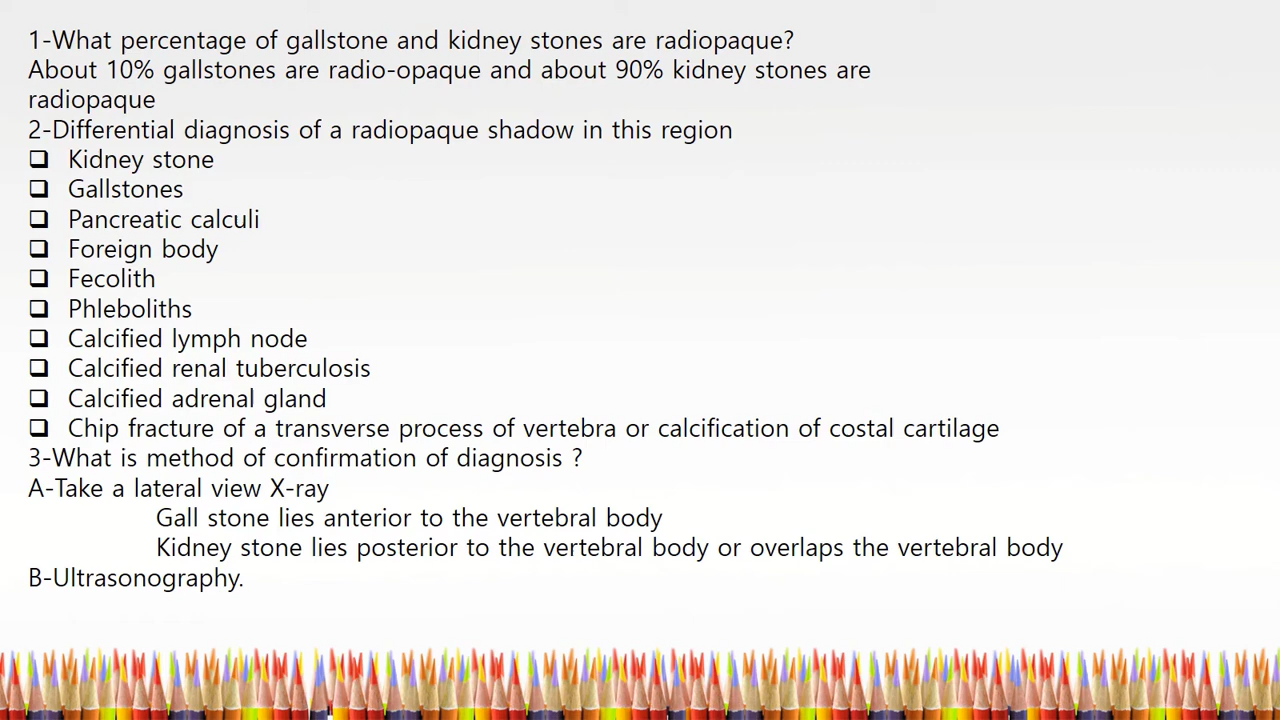 1-What percentage of gallstone and kidney stones are radiopaque?
About 10% gallstones are radio-opaque and about 90% kidney stones are
radiopaque
2-Differential diagnosis of a radiopaque shadow in this region
❑ Kidney stone
❑ Gallstones
❑ Pancreatic calculi
❑ Foreign body
❑ Fecolith
❑ Phleboliths
❑ Calcified lymph node
❑ Calcified renal tuberculosis
❑ Calcified adrenal gland
❑ Chip fracture of a transverse process of vertebra or calcification of costal cartilage
3-What is method of confirmation of diagnosis ?
A-Take a lateral view X-ray
Gall stone lies anterior to the vertebral body
Kidney stone lies posterior to the vertebral body or overlaps the vertebral body
B-Ultrasonography.